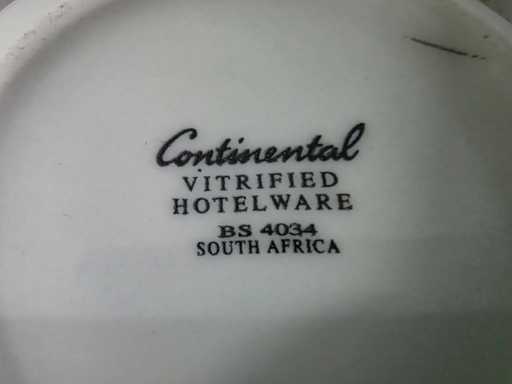 Continental
VITRIFIED
HOTELWARE
BS 4034
SOUTH AFRICA